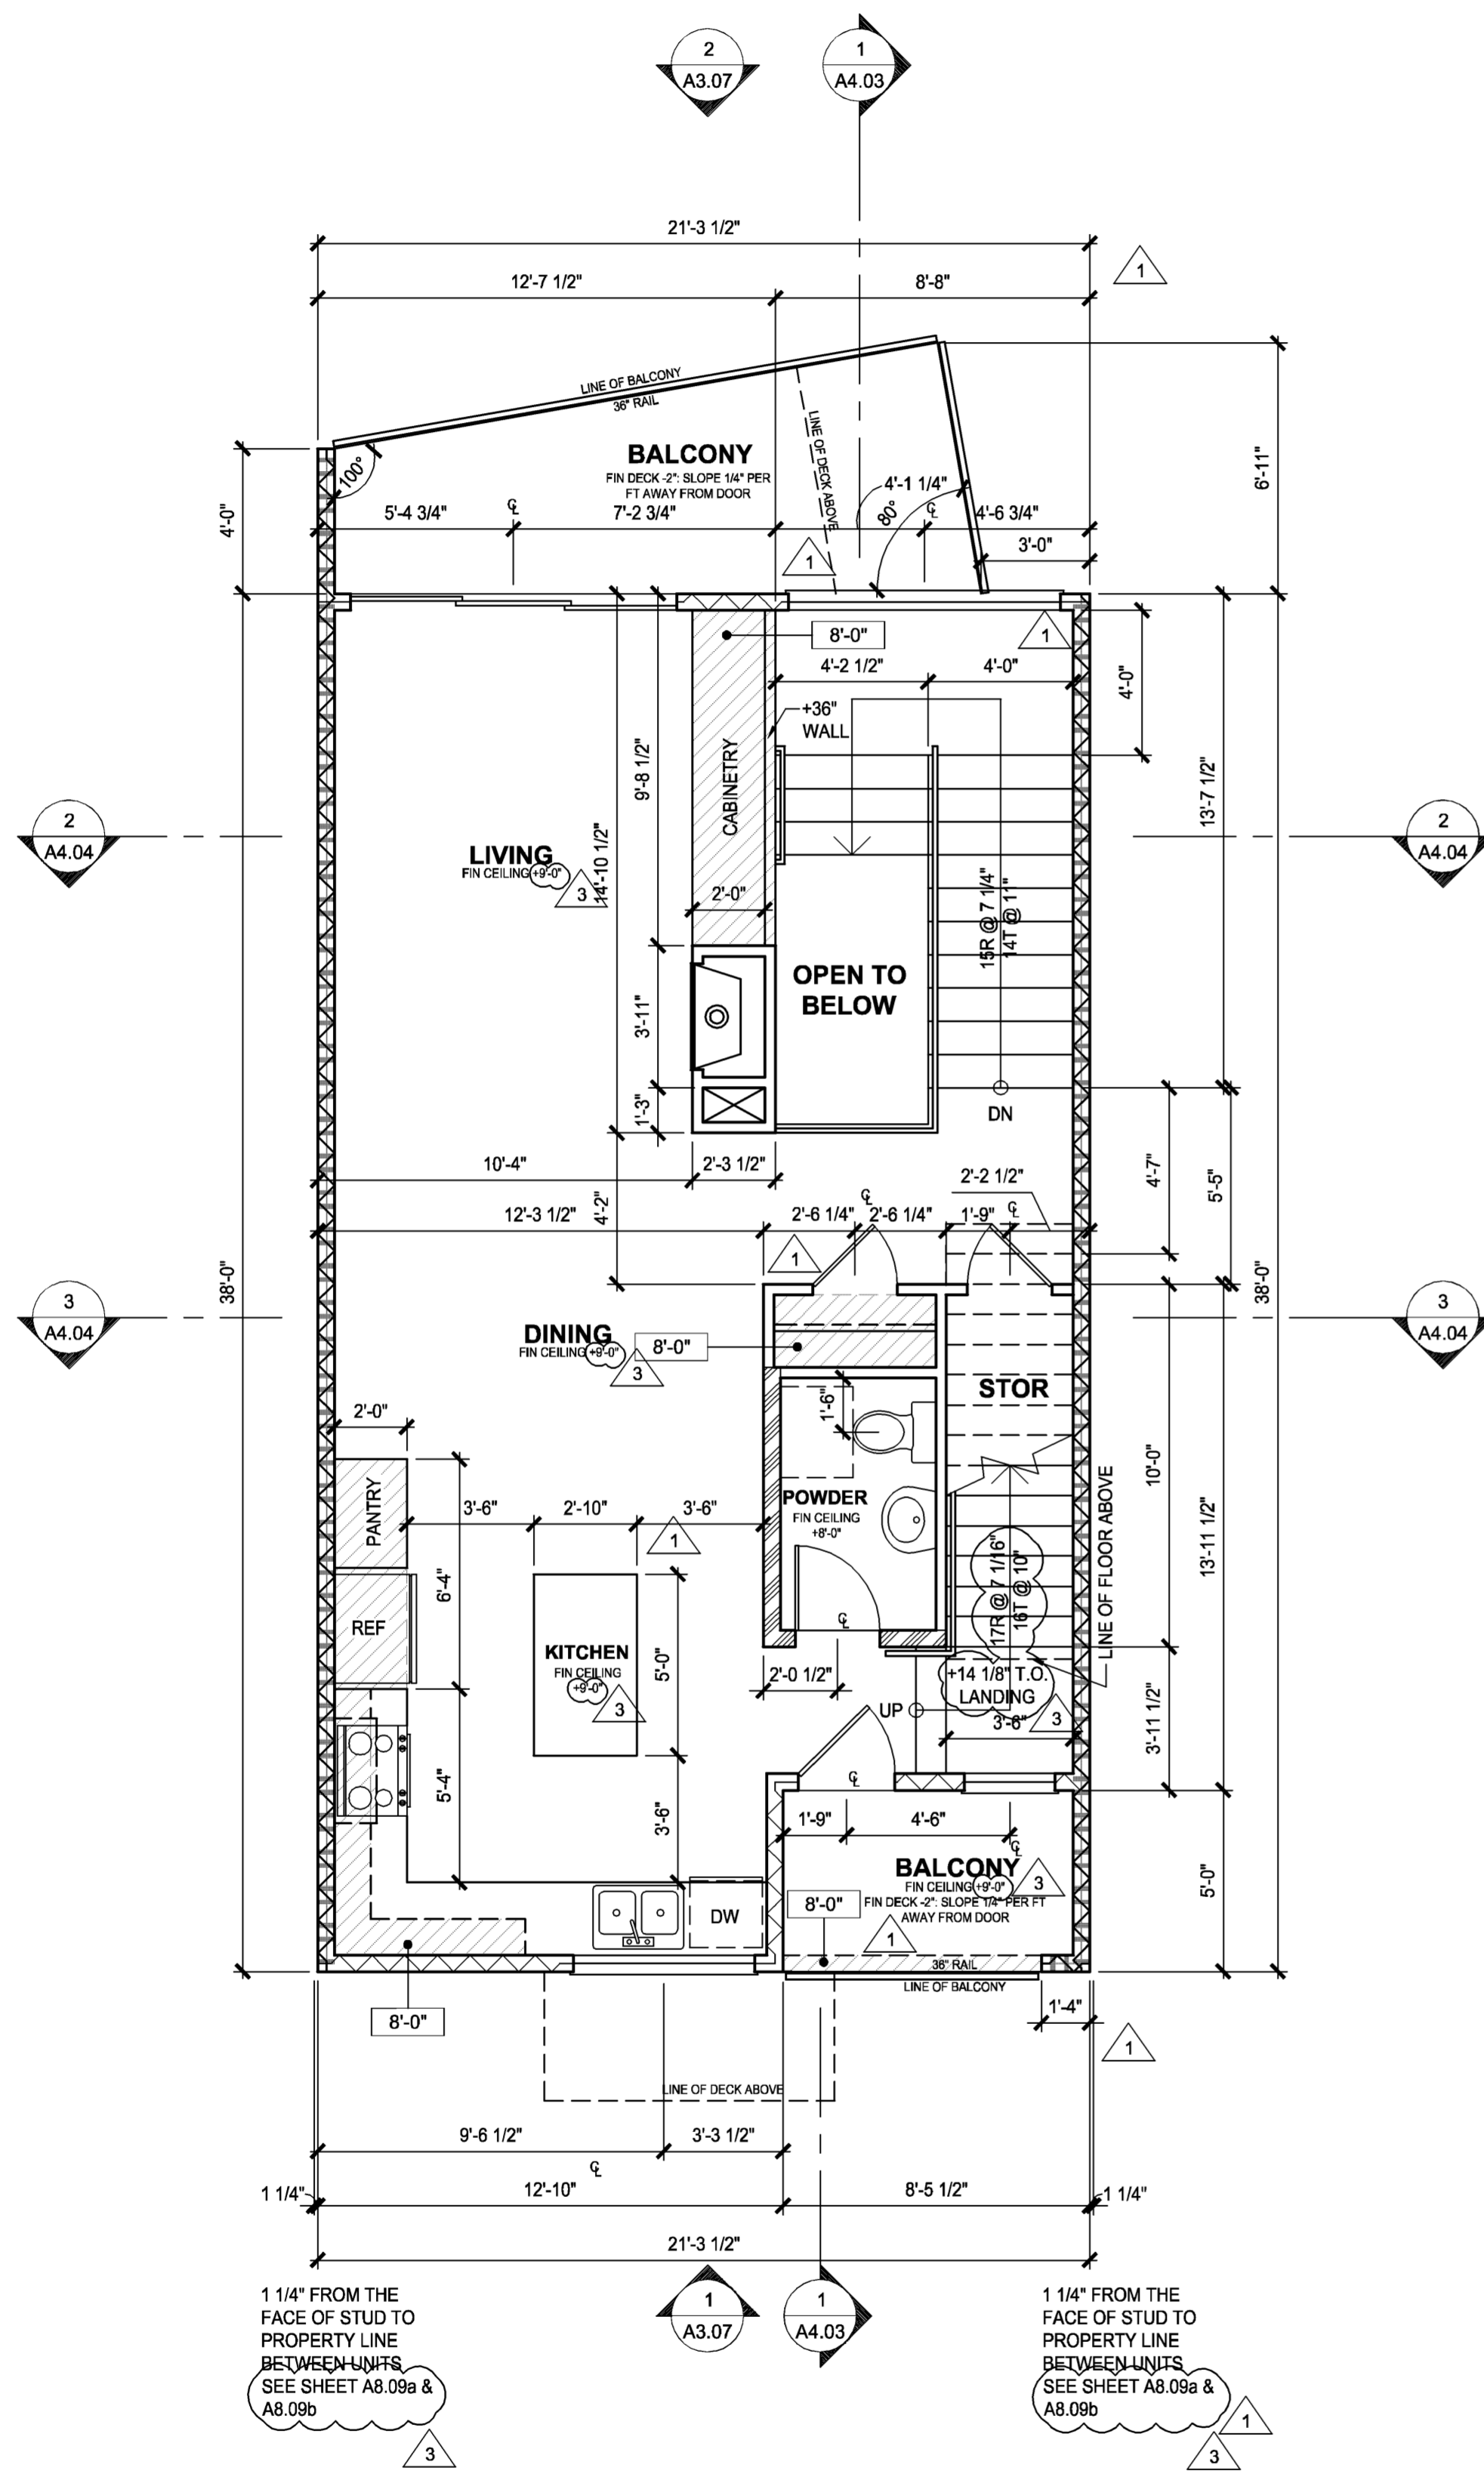 2
A3.07
1
A4.03
21'-3 1/2"
12'-7 1/2"
8'-8"
1
LINE OF BALCONY
36" RAIL
100°
BALCONY
FIN DECK -2": SLOPE 1/4" PER
FT AWAY FROM DOOR
LINE OF DECK ABOVE
4'-1 1/4"
80°
6'-11"
4'-0"
5'-4 3/4"
℄
7'-2 3/4"
℄
4'-6 3/4"
3'-0"
1
8'-0"
1
4'-2 1/2"
4'-0"
4'-0"
+36"
WALL
CABINETRY
9'-8 1/2"
14'-10 1/2"
13'-7 1/2"
2
A4.04
2
A4.04
LIVING
FIN CEILING +9'-0"
3
2'-0"
15R @ 7 1/4"
14T @ 11"
OPEN TO
BELOW
3'-11"
1'-3"
DN
10'-4"
2'-3 1/2"
4'-2"
2'-2 1/2"
4'-7"
5'-5"
12'-3 1/2"
2'-6 1/4"
℄
2'-6 1/4"
1'-9"
℄
1
38'-0"
38'-0"
3
A4.04
3
A4.04
DINING
FIN CEILING +9'-0"
3
8'-0"
STOR
1'-6"
2'-0"
PANTRY
3'-6"
2'-10"
3'-6"
1
POWDER
FIN CEILING
+8'-0"
10'-0"
13'-11 1/2"
LINE OF FLOOR ABOVE
6'-4"
REF
KITCHEN
FIN CEILING
+9'-0"
3
5'-0"
17R @ 7 1/16"
16T @ 10"
℄
2'-0 1/2"
+14 1/8" T.O.
LANDING
UP
3'-6"
3
3'-11 1/2"
5'-4"
3'-6"
℄
1'-9"
4'-6"
℄
BALCONY
FIN CEILING +9'-0"
3
FIN DECK -2": SLOPE 1/4" PER FT
AWAY FROM DOOR
8'-0"
1
DW
5'-0"
36" RAIL
LINE OF BALCONY
8'-0"
1'-4"
1
LINE OF DECK ABOVE
9'-6 1/2"
3'-3 1/2"
℄
1 1/4"
12'-10"
8'-5 1/2"
1 1/4"
21'-3 1/2"
1
A3.07
1
A4.03
1 1/4" FROM THE
FACE OF STUD TO
PROPERTY LINE
BETWEEN UNITS
SEE SHEET A8.09a &
A8.09b
3
1 1/4" FROM THE
FACE OF STUD TO
PROPERTY LINE
BETWEEN UNITS
SEE SHEET A8.09a &
A8.09b
1
3